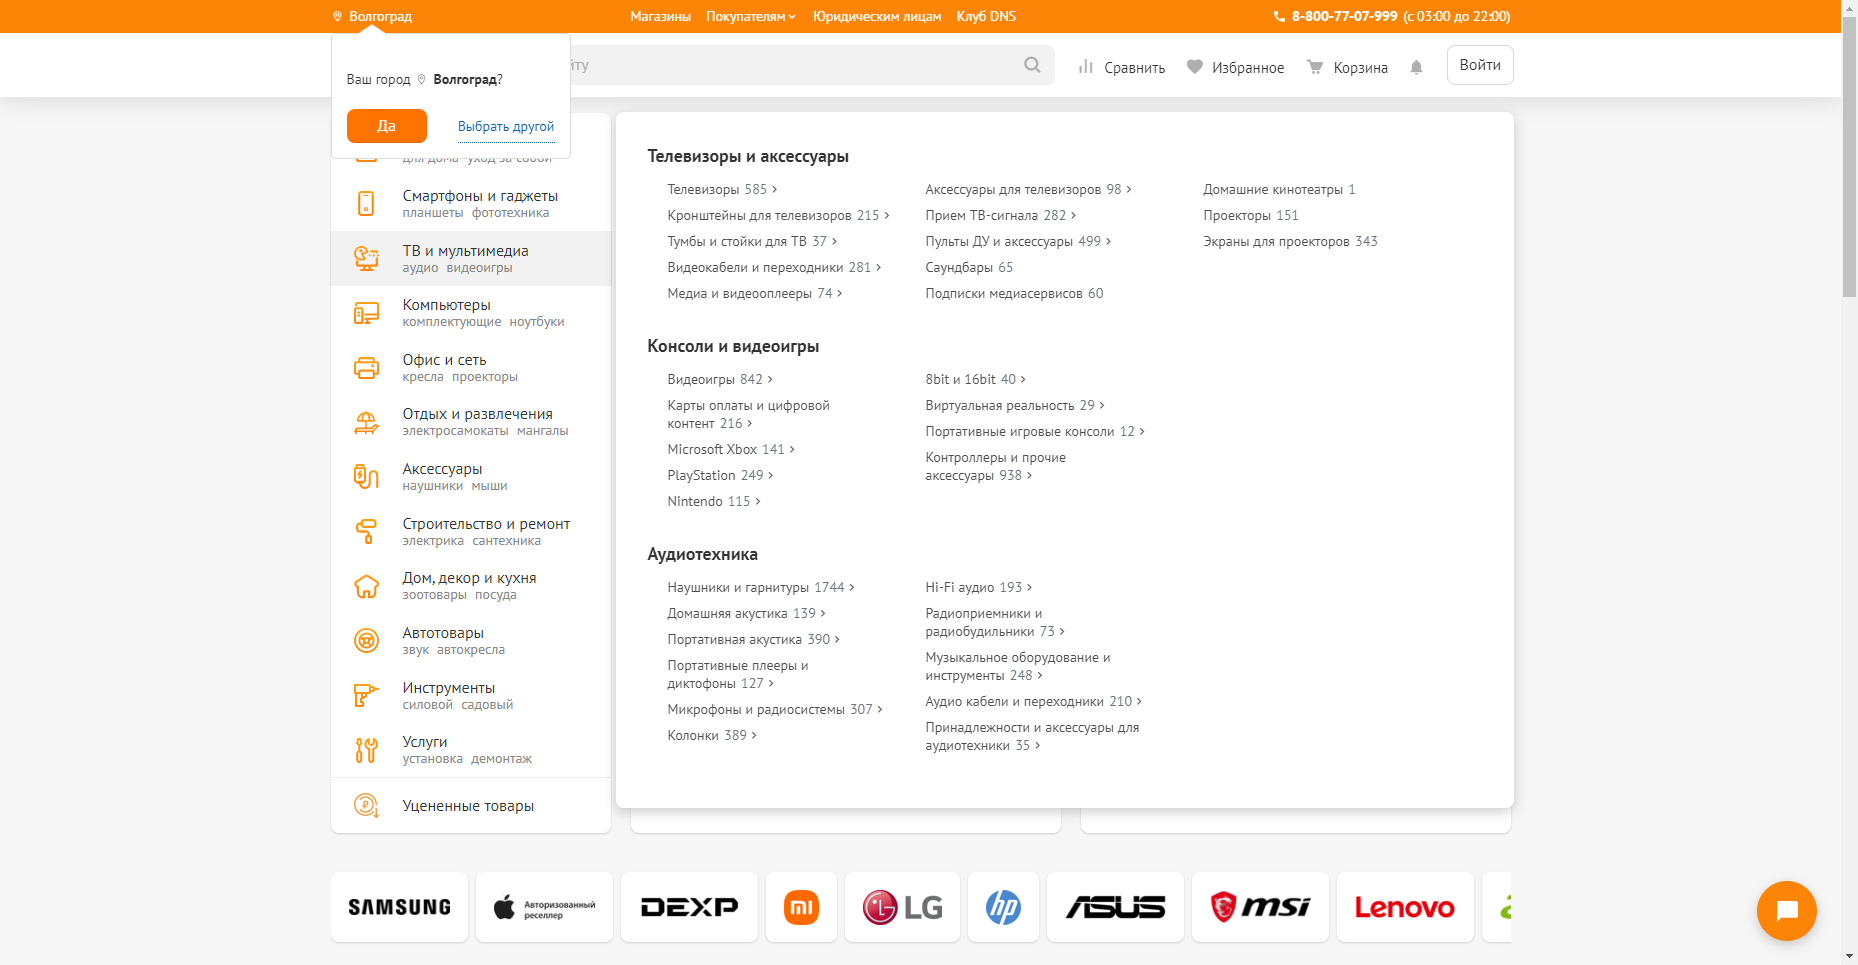 Волгоград
Магазины
Покупателям
Юридическим лицам
Клуб DNS
8-800-77-07-999 (с 03:00 до 22:00)
Ваш город Волгоград?
Да
Выбрать другой
йту
Сравнить
Избранное
Корзина
Войти
для дома уход за собой
Смартфоны и гаджеты
планшеты фототехника
ТВ и мультимедиа
аудио видеоигры
Компьютеры
комплектующие ноутбуки
Офис и сеть
кресла проекторы
Отдых и развлечения
электросамокаты мангалы
Аксессуары
наушники мыши
Строительство и ремонт
электрика сантехника
Дом, декор и кухня
зоотовары посуда
Автотовары
звук автокресла
Инструменты
силовой садовый
Услуги
установка демонтаж
Уцененные товары
Телевизоры и аксессуары
Телевизоры 585
Кронштейны для телевизоров 215
Тумбы и стойки для ТВ 37
Видеокабели и переходники 281
Медиа и видеооплееры 74
Аксессуары для телевизоров 98
Прием ТВ-сигнала 282
Пульты ДУ и аксессуары 499
Саундбары 65
Подписки медиасервисов 60
Домашние кинотеатры 1
Проекторы 151
Экраны для проекторов 343
Консоли и видеоигры
Видеоигры 842
Карты оплаты и цифровой
контент 216
Microsoft Xbox 141
PlayStation 249
Nintendo 115
8bit и 16bit 40
Виртуальная реальность 29
Портативные игровые консоли 12
Контроллеры и прочие
аксессуары 938
Аудиотехника
Наушники и гарнитуры 1744
Домашняя акустика 139
Портативная акустика 390
Портативные плееры и
диктофоны 127
Микрофоны и радиосистемы 307
Колонки 389
Hi-Fi аудио 193
Радиоприемники и
радиобудильники 73
Музыкальное оборудование и
инструменты 248
Аудио кабели и переходники 210
Принадлежности и аксессуары для
аудиотехники 35
SAMSUNG
Авторизованный
реселлер
DEXP
mi
LG
LG
hp
ASUS
msi
Lenovo